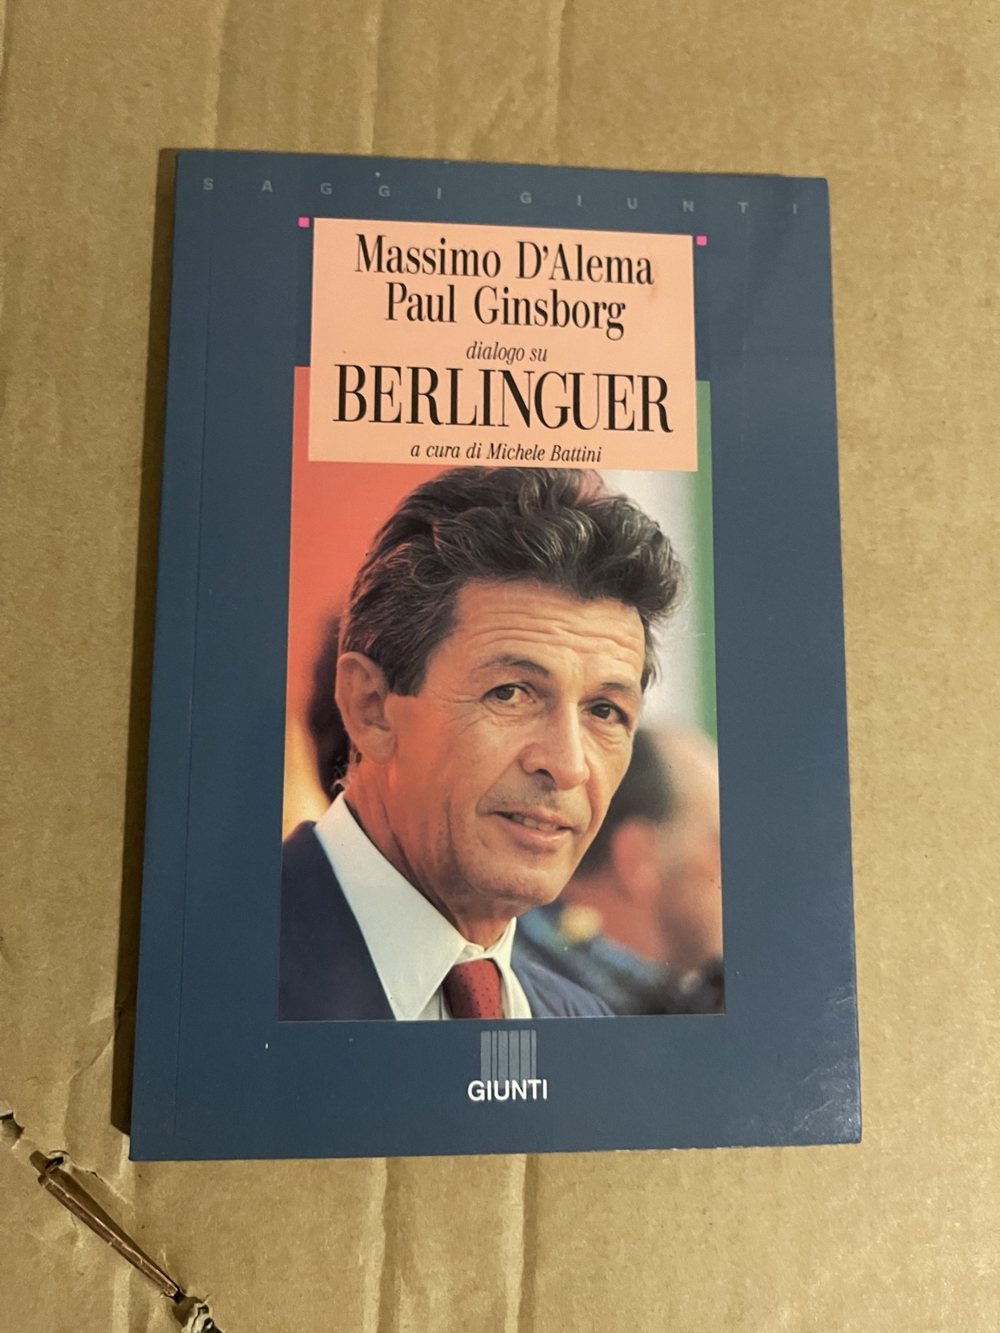 SAGGI GIUNTI
Massimo D'Alema
Paul Ginsborg
dialogo su
BERLINGUER
a cura di Michele Battini
GIUNTI